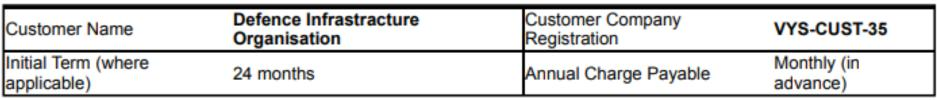 Customer Name
Defence Infrastracture
Organisation
Customer Company
Registration
VYS-CUST-35
Initial Term (where
applicable)
24 months
Annual Charge Payable
Monthly (in
advance)